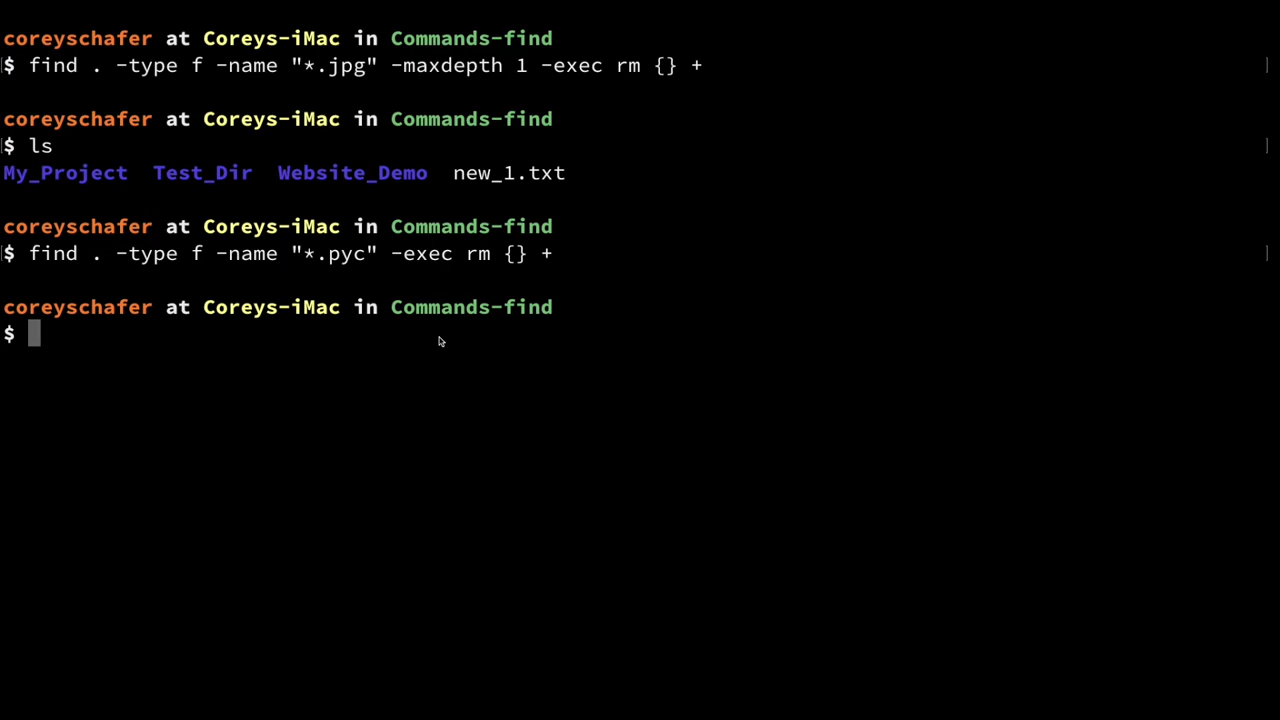 coreyschafer at Coreys-iMac in Commands-find
$ find . -type f -name "*.jpg" -maxdepth 1 -exec rm {} +
coreyschafer at Coreys-iMac in Commands-find
$ ls
My_Project  Test_Dir  Website_Demo  new_1.txt
coreyschafer at Coreys-iMac in Commands-find
$ find . -type f -name "*.pyc" -exec rm {} +
coreyschafer at Coreys-iMac in Commands-find
$